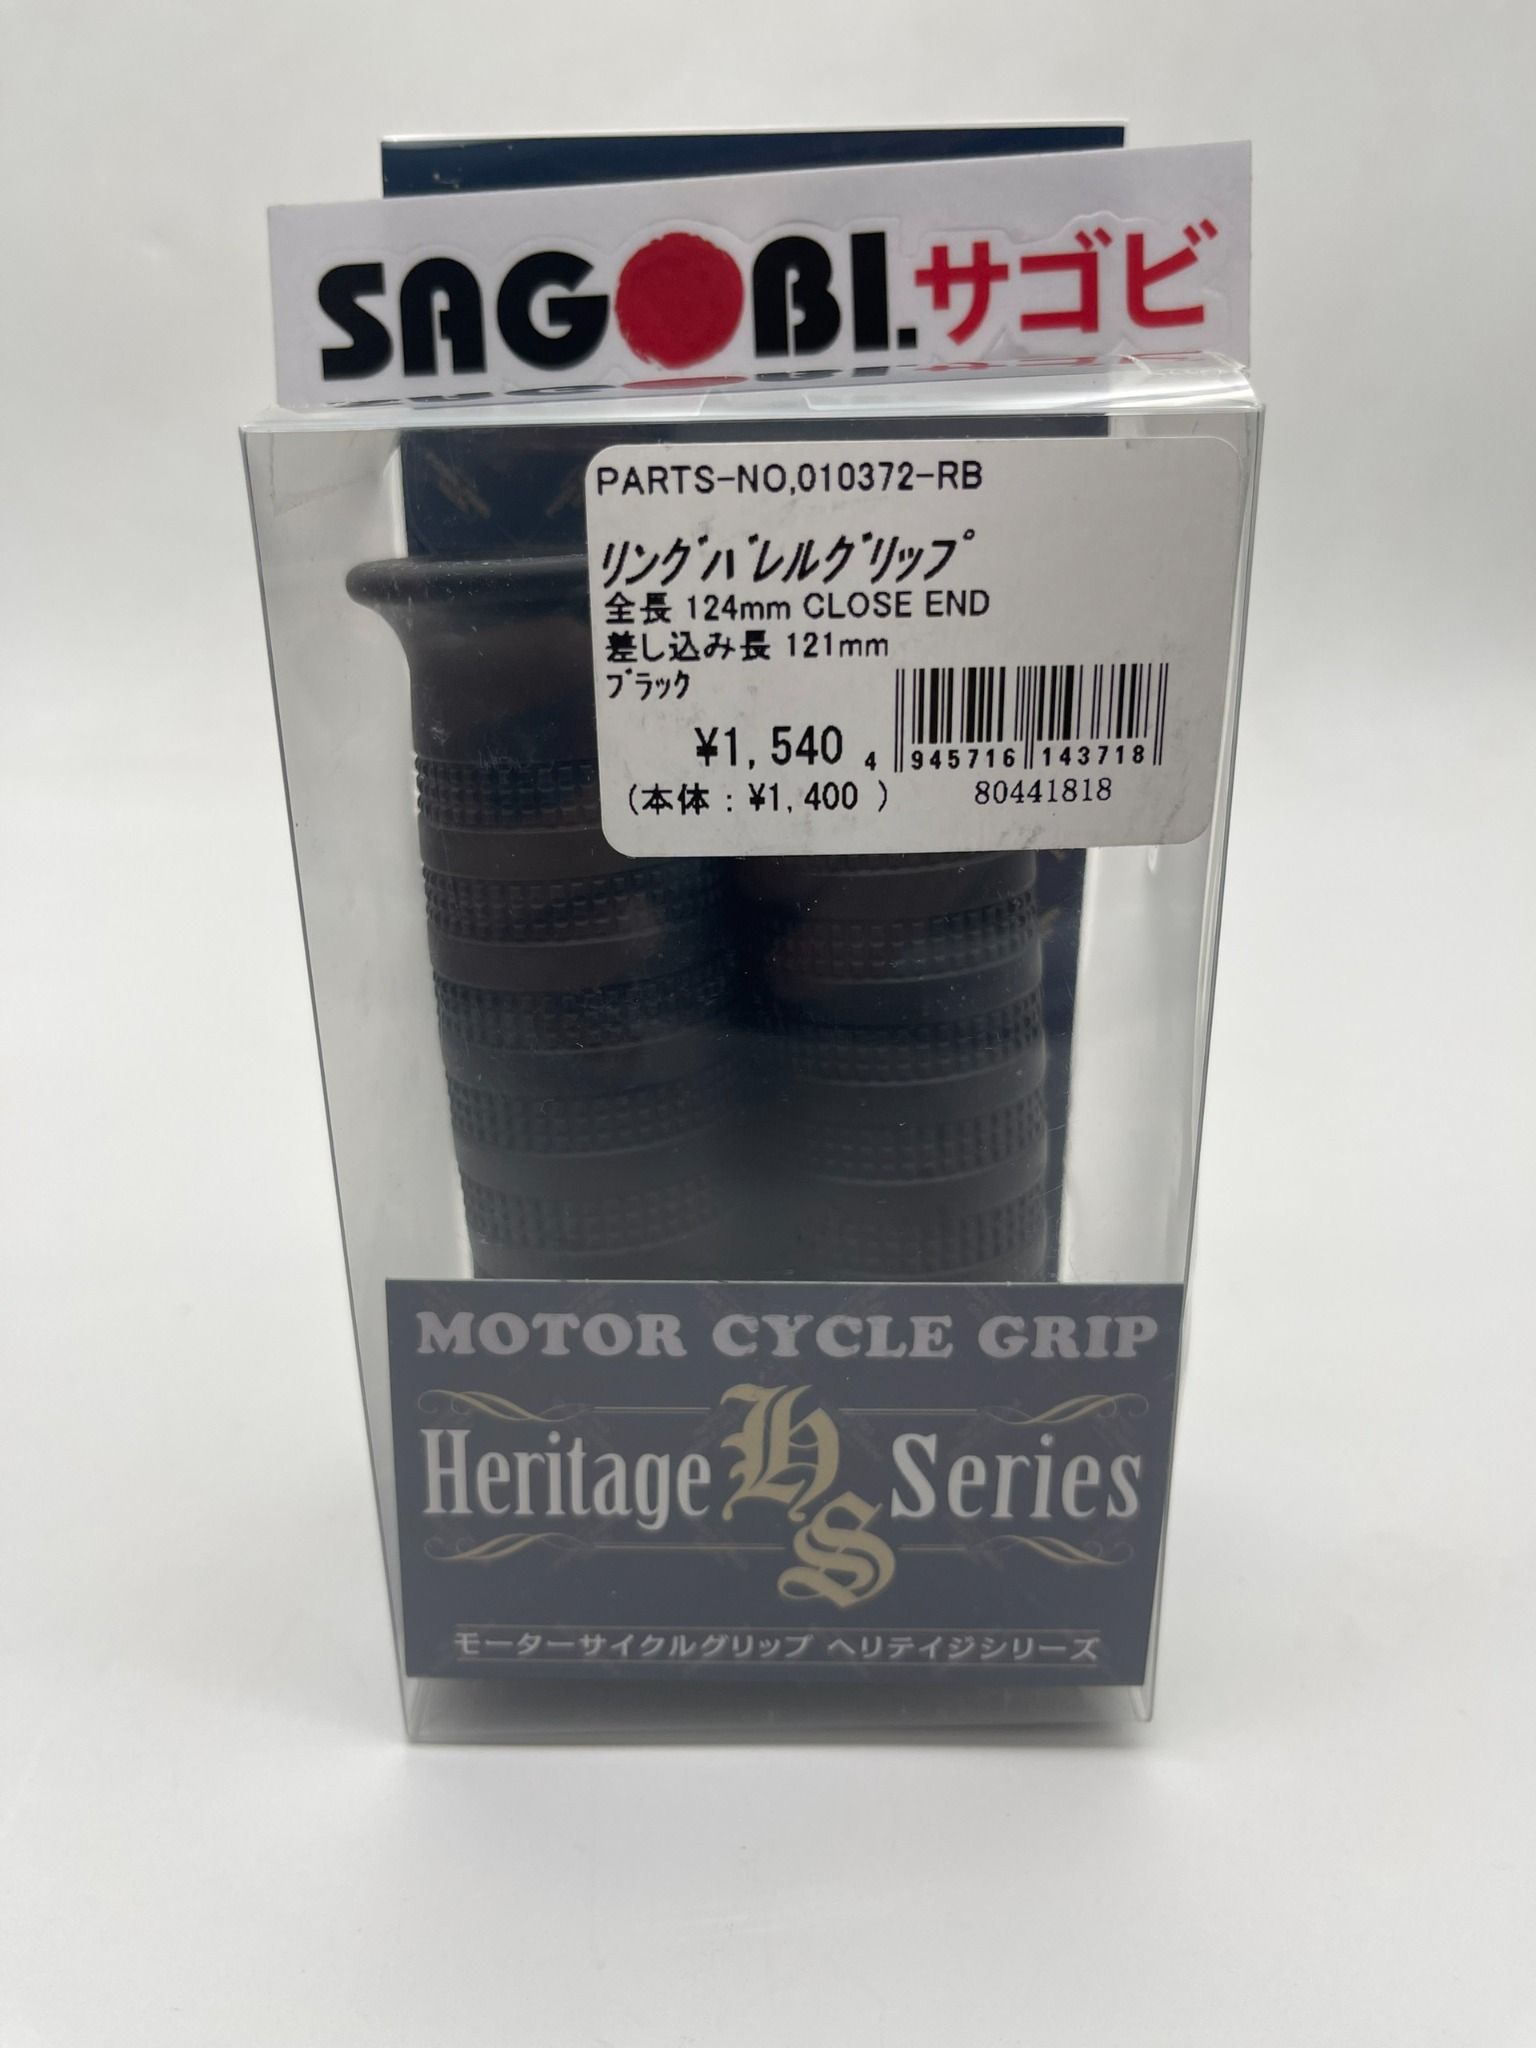 SAGOBI.サゴビ
PARTS-NO,010372-RB
リングバレルグリップ
全長 124mm CLOSE END
差し込み長 121mm
ブラック
¥1,540
4 945716 143718
(本体：¥1,400 )
80441818
MOTOR CYCLE GRIP
Heritage HS Series
モーターサイクルグリップ ヘリテイジシリーズ